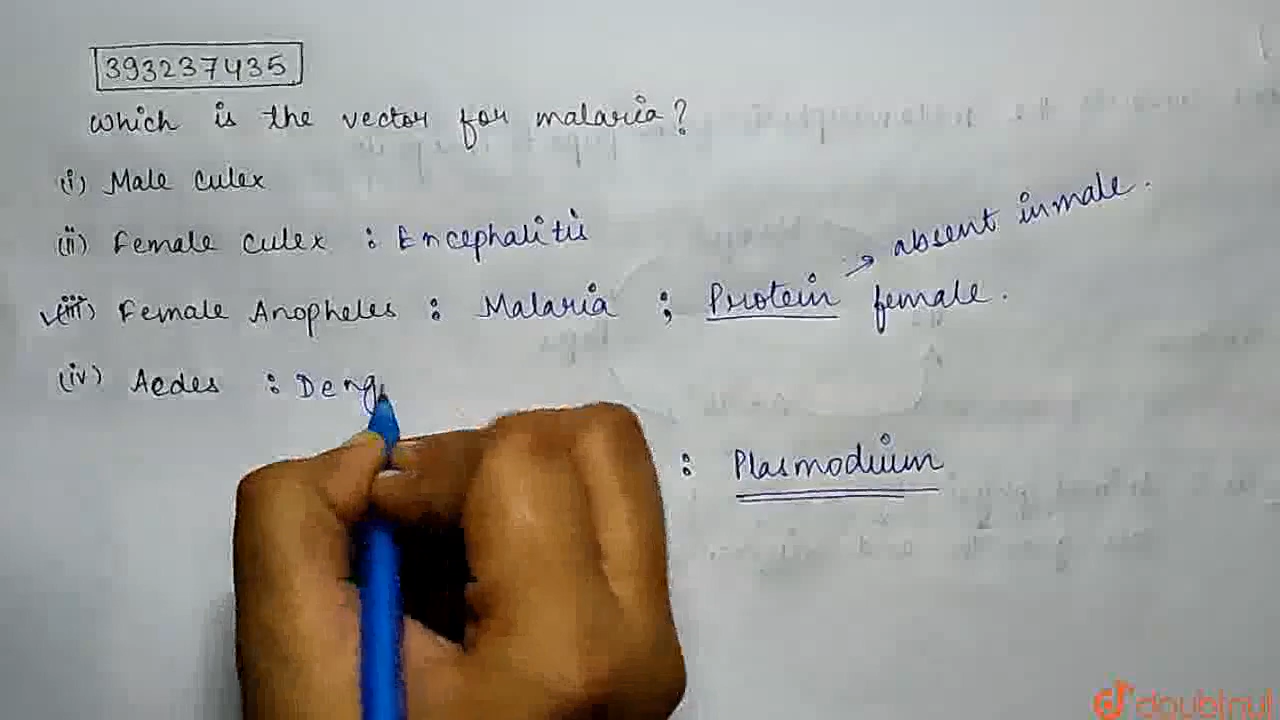 393237435
Which is the vector for malaria?
(i) Male Culex
(ii) Female Culex : Encephalitis
(iii) Female Anopheles : Malaria ; Protein → absent in male.
female.
(iv) Aedes : Deng
: Plasmodium
doubtnut